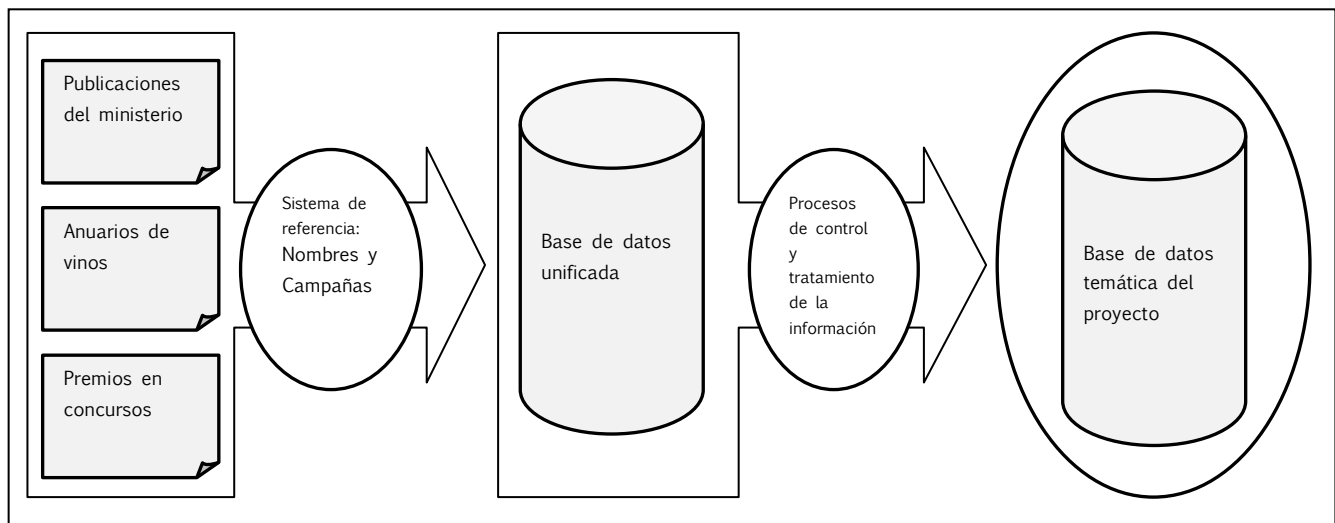 Publicaciones
del ministerio
Anuarios de
vinos
Premios en
concursos
Sistema de
referencia:
Nombres y
Campañas
Base de datos
unificada
Procesos
de control
y
tratamiento
de la
información
Base de datos
temática del
proyecto